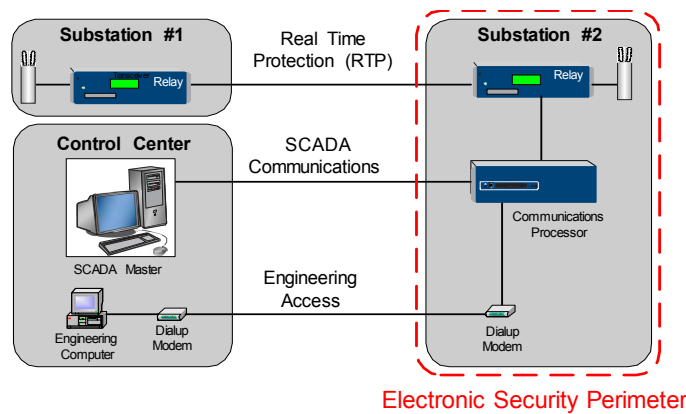 Substation #1
Real Time
Protection (RTP)
Substation #2
Relay
Relay
Control Center
SCADA
Communications
SCADA Master
Communications
Processor
Engineering
Access
Engineering
Computer
Dialup
Modem
Dialup
Modem
Electronic Security Perimeter